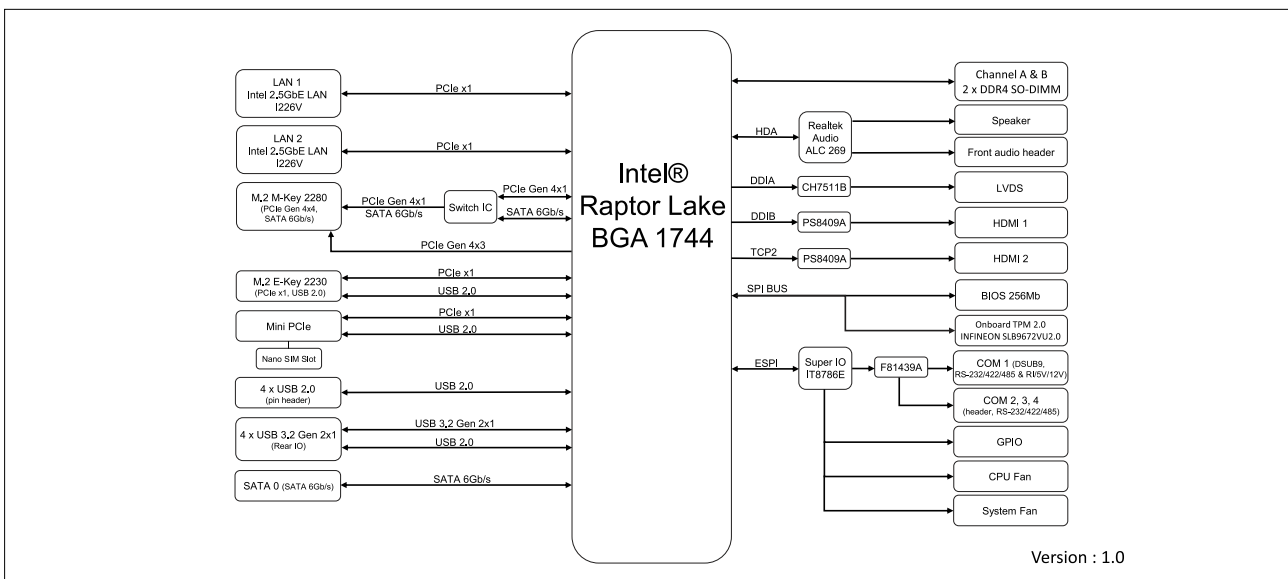 LAN 1
Intel 2.5GbE LAN
I226V
PCIe x1
LAN 2
Intel 2.5GbE LAN
I226V
PCIe x1
M.2 M-Key 2280
(PCIe Gen 4x4,
SATA 6Gb/s)
PCIe Gen 4x1
SATA 6Gb/s
Switch IC
PCIe Gen 4x1
SATA 6Gb/s
PCIe Gen 4x3
M.2 E-Key 2230
(PCIe x1, USB 2.0)
PCIe x1
USB 2.0
Mini PCIe
PCIe x1
USB 2.0
Nano SIM Slot
4 x USB 2.0
(pin header)
USB 2.0
4 x USB 3.2 Gen 2x1
(Rear IO)
USB 3.2 Gen 2x1
USB 2.0
SATA 0 (SATA 6Gb/s)
SATA 6Gb/s
Intel®
Raptor Lake
BGA 1744
Channel A & B
2 x DDR4 SO-DIMM
HDA
Realtek
Audio
ALC 269
Speaker
Front audio header
DDIA
CH7511B
LVDS
DDIB
PS8409A
HDMI 1
TCP2
PS8409A
HDMI 2
SPI BUS
BIOS 256Mb
Onboard TPM 2.0
INFINEON SLB9672VU2.0
ESPI
Super IO
IT8786E
F81439A
COM 1 (DSUB9,
RS-232/422/485 & RI/5V/12V)
COM 2, 3, 4
(header, RS-232/422/485)
GPIO
CPU Fan
System Fan
Version : 1.0